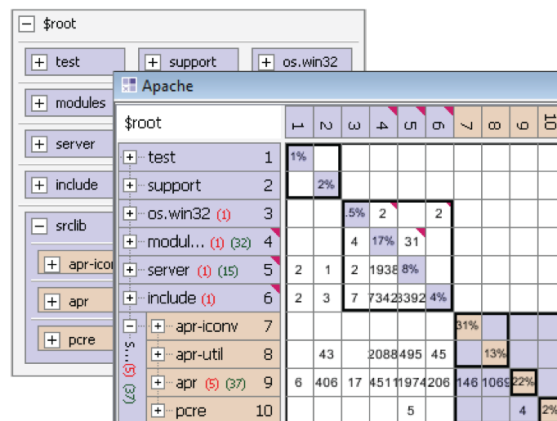 $root
test support os.win32
modules
server
include
srclib
apr
pcre
Apache
$root 1 2 3 4 5 6 7 8 9 10
test 1 1%
support 2 2%
os.win32 (1) 3 .5% 2 2
modul... (1) (32) 4 4 17% 31
server (1) (15) 5 2 1 2 1938 8%
include (1) 6 2 3 7 7342 3392 4%
s... (5) (37)
apr-iconv 7 31%
apr-util 8 43 2088 495 45 13%
apr (5) (37) 9 6 406 17 4511 1974 206 146 1069 22%
pcre 10 5 4 2%